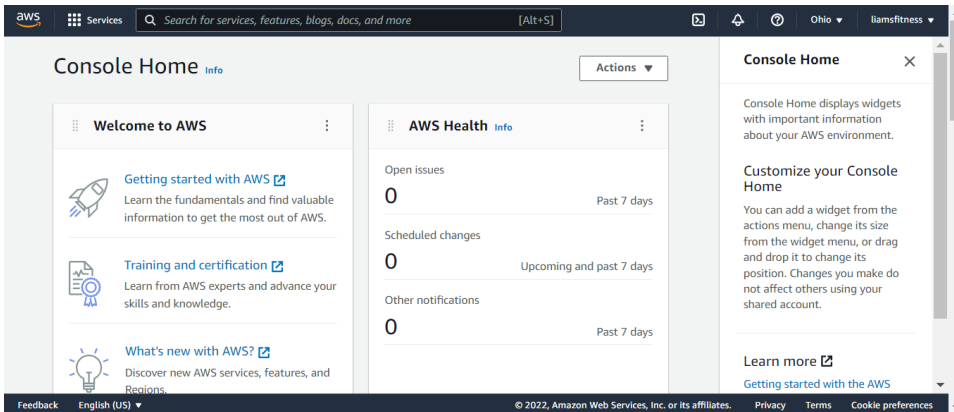 aws
Services
Search for services, features, blogs, docs, and more
[Alt+S]
Ohio ▼
liamsfitness ▼
Console Home Info
Actions ▼
Welcome to AWS
Getting started with AWS
Learn the fundamentals and find valuable
information to get the most out of AWS.
Training and certification
Learn from AWS experts and advance your
skills and knowledge.
What's new with AWS?
Discover new AWS services, features, and
Regions.
AWS Health Info
Open issues
0
Past 7 days
Scheduled changes
0
Upcoming and past 7 days
Other notifications
0
Past 7 days
Console Home
Console Home displays widgets
with important information
about your AWS environment.
Customize your Console
Home
You can add a widget from the
actions menu, change its size
from the widget menu, or drag
and drop it to change its
position. Changes you make do
not affect others using your
shared account.
Learn more
Getting started with the AWS
Feedback
English (US) ▼
© 2022, Amazon Web Services, Inc. or its affiliates.
Privacy
Terms
Cookie preferences